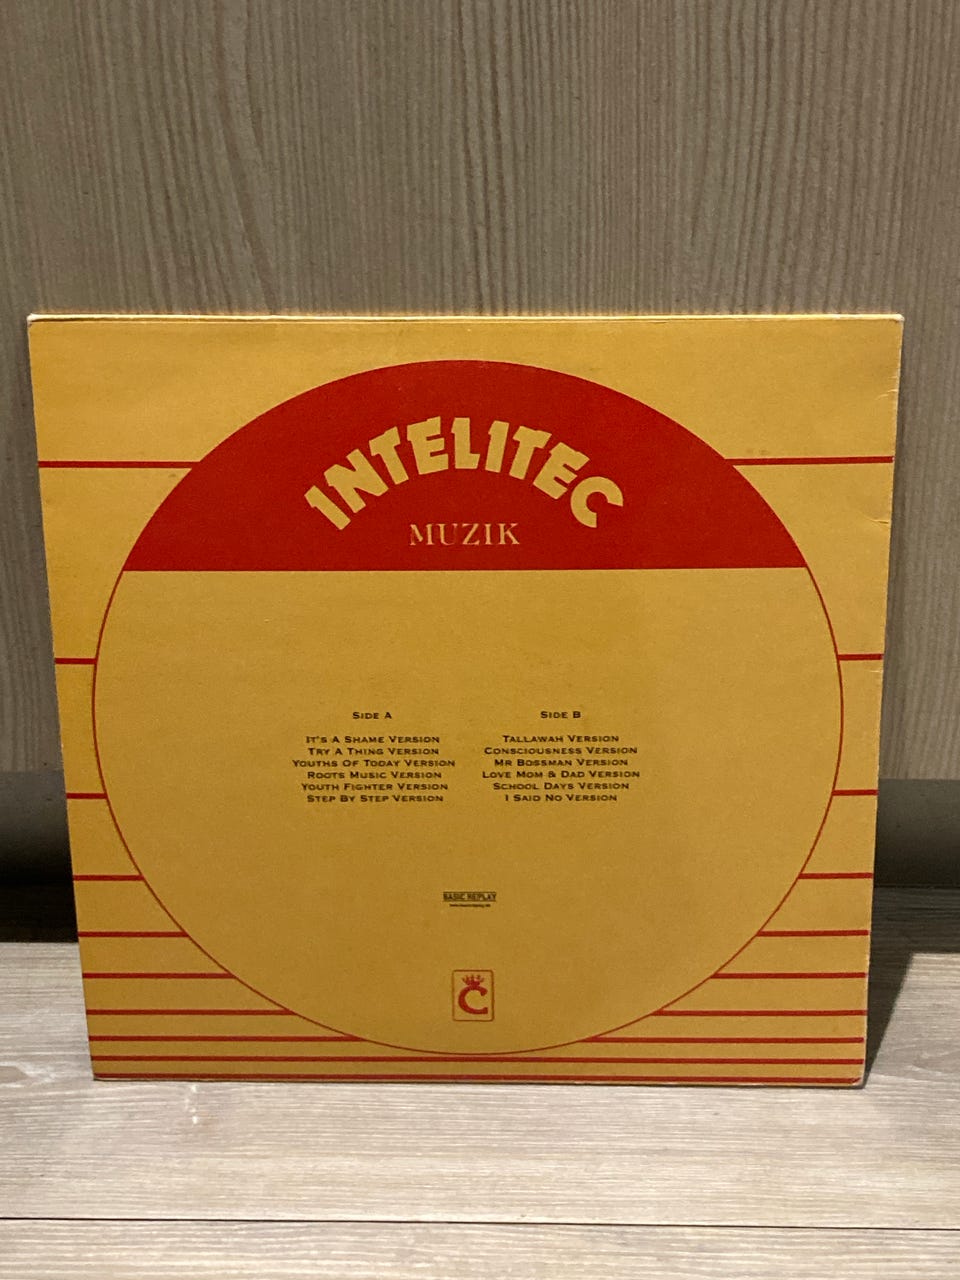 INTELITEC
MUZIK
SIDE A
IT'S A SHAME VERSION
TRY A THING VERSION
YOUTHS OF TODAY VERSION
ROOTS MUSIC VERSION
YOUTH FIGHTER VERSION
STEP BY STEP VERSION
SIDE B
TALLAWAH VERSION
CONSCIOUSNESS VERSION
MR BOSSMAN VERSION
LOVE MOM & DAD VERSION
SCHOOL DAYS VERSION
I SAID NO VERSION
BASIC REPLAY
C